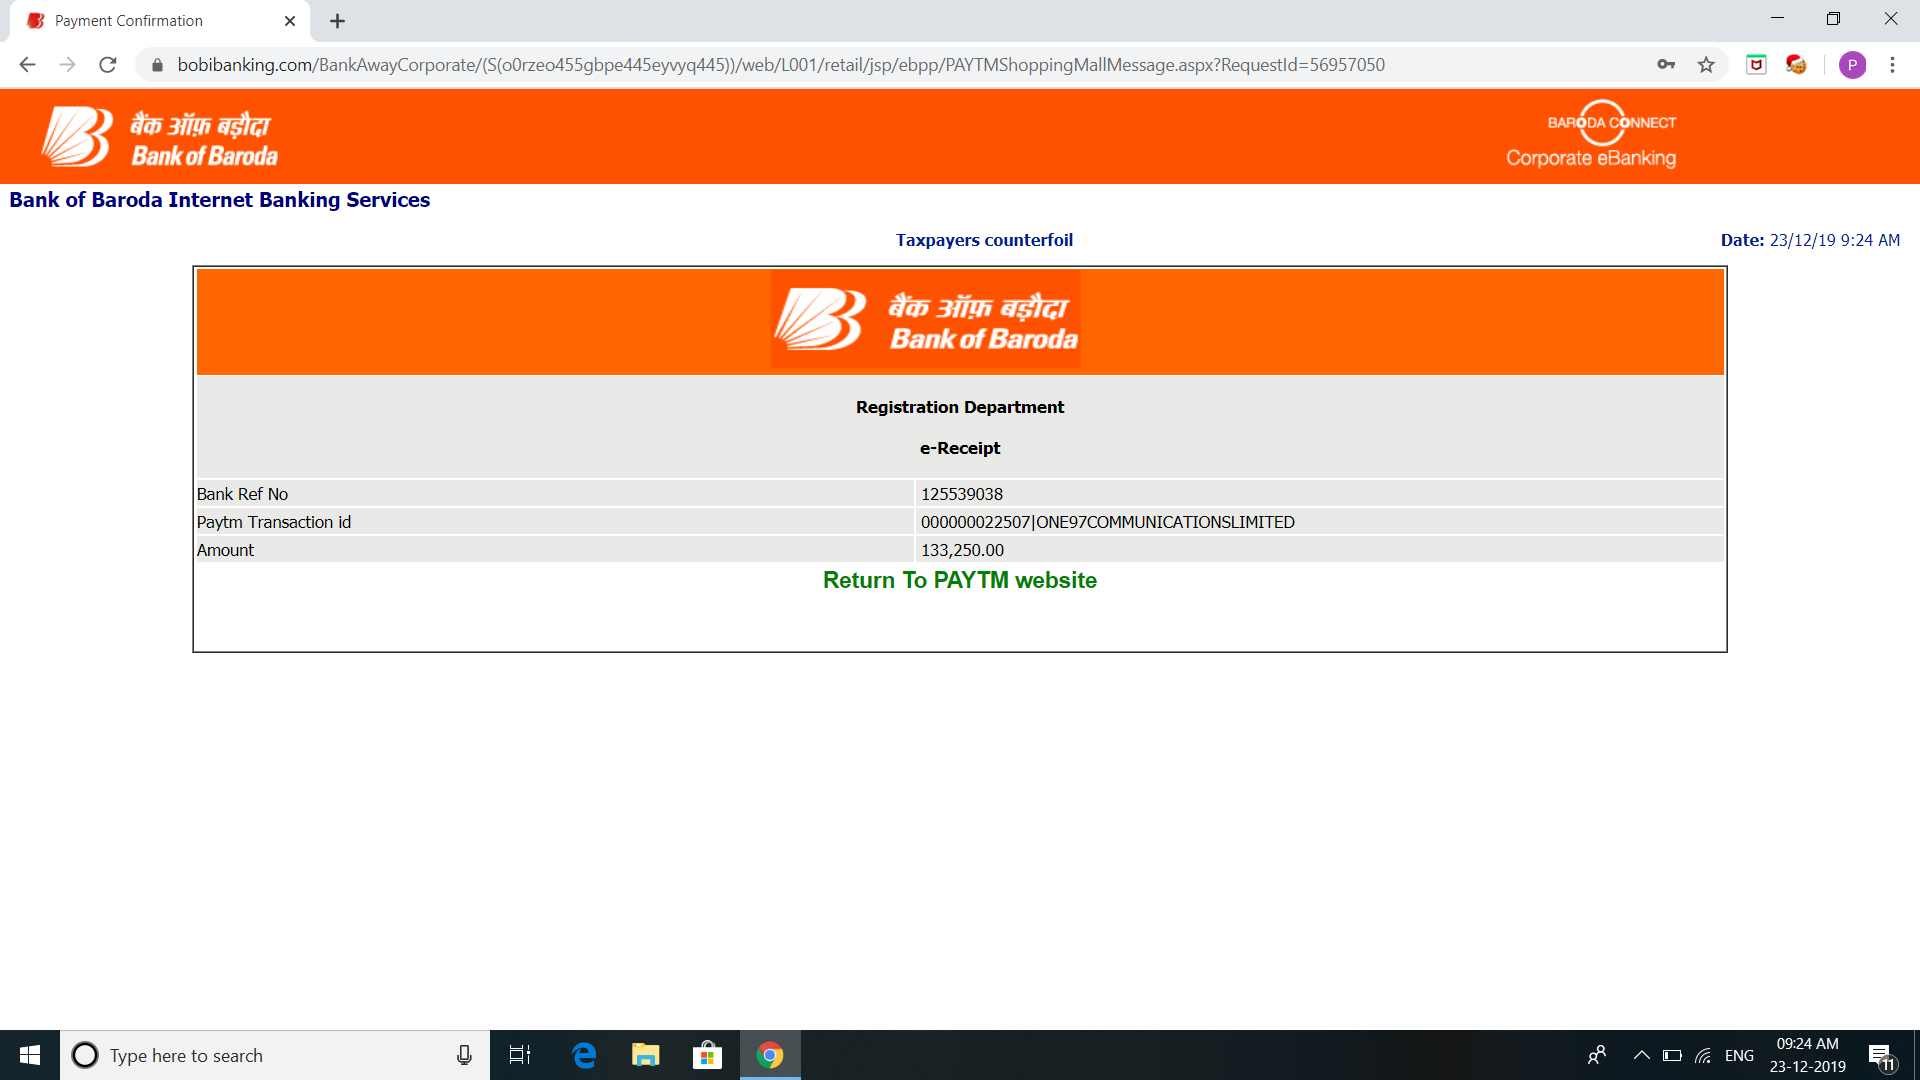 Payment Confirmation
bobibanking.com/BankAwayCorporate/(S(o0rzeo455gbpe445eyvyq445))/web/L001/retail/jsp/ebpp/PAYTMShoppingMallMessage.aspx?RequestId=56957050
P
बैंक ऑफ़ बड़ौदा
Bank of Baroda
BARODA CONNECT
Corporate eBanking
Bank of Baroda Internet Banking Services
Taxpayers counterfoil
Date: 23/12/19 9:24 AM
बैंक ऑफ़ बड़ौदा
Bank of Baroda
Registration Department
e-Receipt
Bank Ref No 125539038
Paytm Transaction id 000000022507|ONE97COMMUNICATIONSLIMITED
Amount 133,250.00
Return To PAYTM website
Type here to search
ENG
09:24 AM
23-12-2019
11